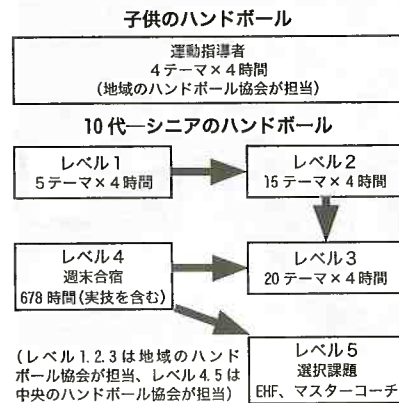 子供のハンドボール
運動指導者
4テーマ×4時間
(地域のハンドボール協会が担当)
10代―シニアのハンドボール
レベル1
5テーマ×4時間
レベル2
15テーマ×4時間
レベル4
週末合宿
678時間(実技を含む)
レベル3
20テーマ×4時間
(レベル1.2.3は地域のハンド
ボール協会が担当、レベル4.5は
中央のハンドボール協会が担当)
レベル5
選択課題
EHF、マスターコーチ